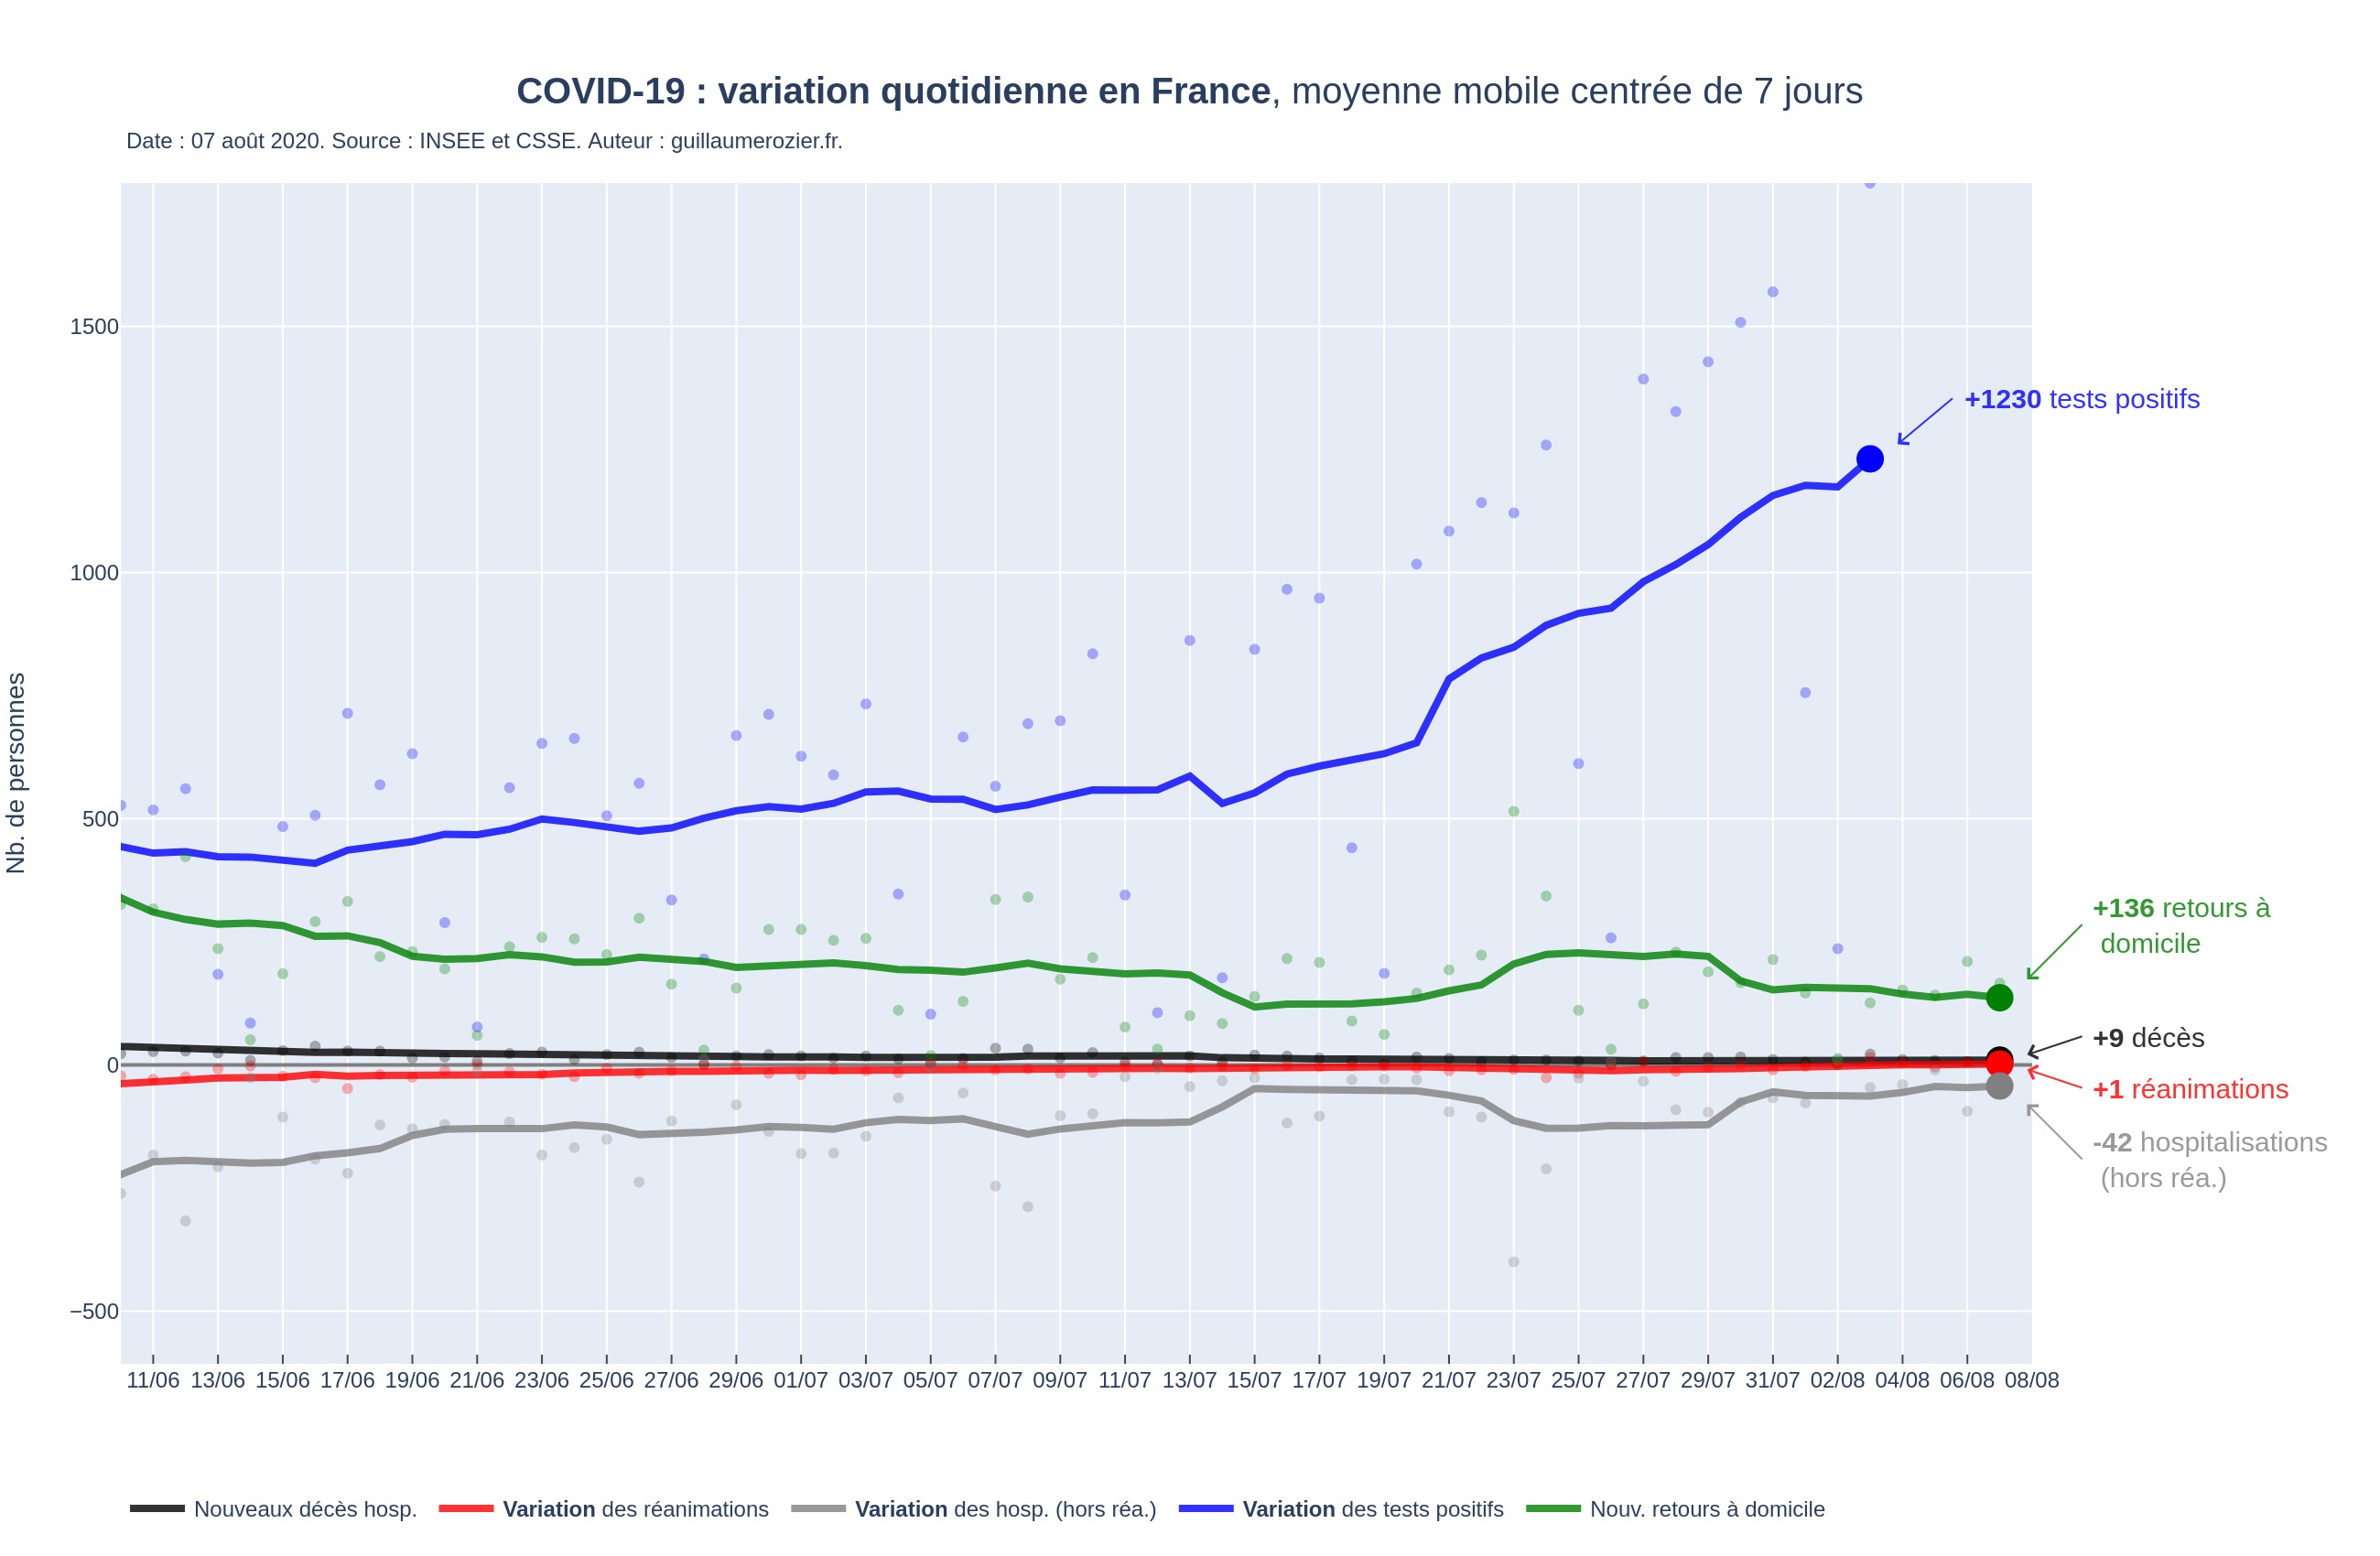 COVID-19 : variation quotidienne en France, moyenne mobile centrée de 7 jours
Date : 07 août 2020. Source : INSEE et CSSE. Auteur : guillaumerozier.fr.
Nb. de personnes
1500
1000
500
0
−500
+1230 tests positifs
+136 retours à
domicile
+9 décès
+1 réanimations
-42 hospitalisations
(hors réa.)
11/06 13/06 15/06 17/06 19/06 21/06 23/06 25/06 27/06 29/06 01/07 03/07 05/07 07/07 09/07 11/07 13/07 15/07 17/07 19/07 21/07 23/07 25/07 27/07 29/07 31/07 02/08 04/08 06/08 08/08
Nouveaux décès hosp. Variation des réanimations Variation des hosp. (hors réa.) Variation des tests positifs Nouv. retours à domicile